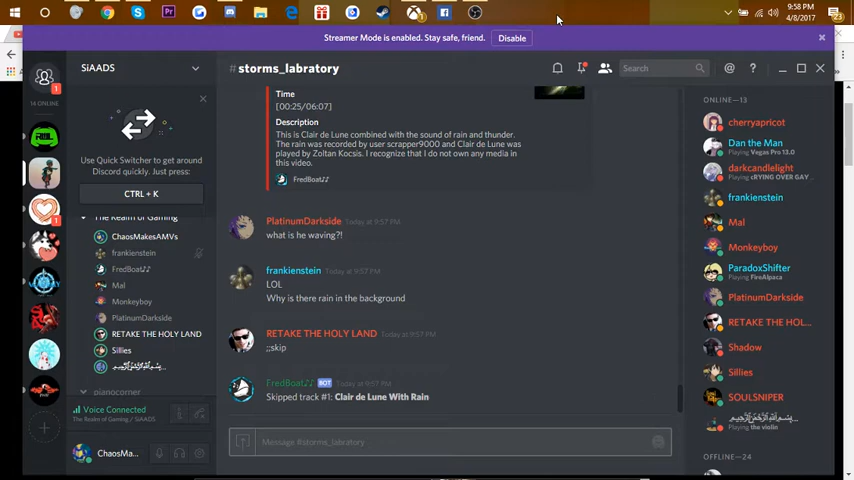 9:58 PM
4/8/2017
Streamer Mode is enabled. Stay safe, friend.
Disable
SiAADS
#storms_labratory
Search
14 ONLINE
Use Quick Switcher to get around
Discord quickly. Just press:
CTRL + K
The Realm of Gaming
ChaosMakesAMVs
frankienstein
FredBoat♪♪
Mal
Monkeyboy
PlatinumDarkside
RETAKE THE HOLY LAND
Sillies
pianocorner
Voice Connected
The Realm of Gaming / SiAADS
ChaosMa...
Time
[00:25/06:07]
Description
This is Clair de Lune combined with the sound of rain and thunder.
The rain was recorded by user scrapper9000 and Clair de Lune was
played by Zoltan Kocsis. I recognize that I do not own any media in
this video.
FredBoat♪♪
PlatinumDarkside Today at 9:57 PM
what is he waving?!
frankienstein Today at 9:57 PM
LOL
Why is there rain in the background
RETAKE THE HOLY LAND Today at 9:57 PM
;;skip
FredBoat♪♪ BOT Today at 9:57 PM
Skipped track #1: Clair de Lune With Rain
Message #storms_labratory
ONLINE—13
cherryapricot
Dan the Man
Playing Vegas Pro 13.0
darkcandlelight
Playing cRYING OVER GAY ...
frankienstein
Mal
Monkeyboy
ParadoxShifter
Playing FireAlpaca
PlatinumDarkside
RETAKE THE HOL...
Shadow
Sillies
SOULSNIPER
Playing the violin
OFFLINE—24